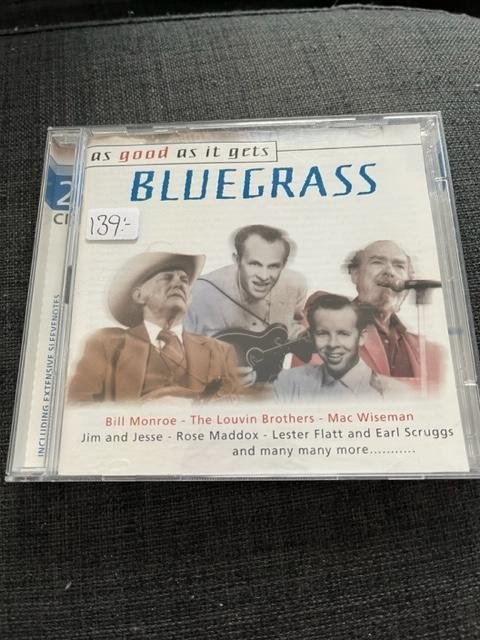 as good as it gets
BLUEGRASS
2
CD
139:-
INCLUDING EXTENSIVE SLEEVENOTES
Bill Monroe - The Louvin Brothers - Mac Wiseman
Jim and Jesse - Rose Maddox - Lester Flatt and Earl Scruggs
and many many more...........